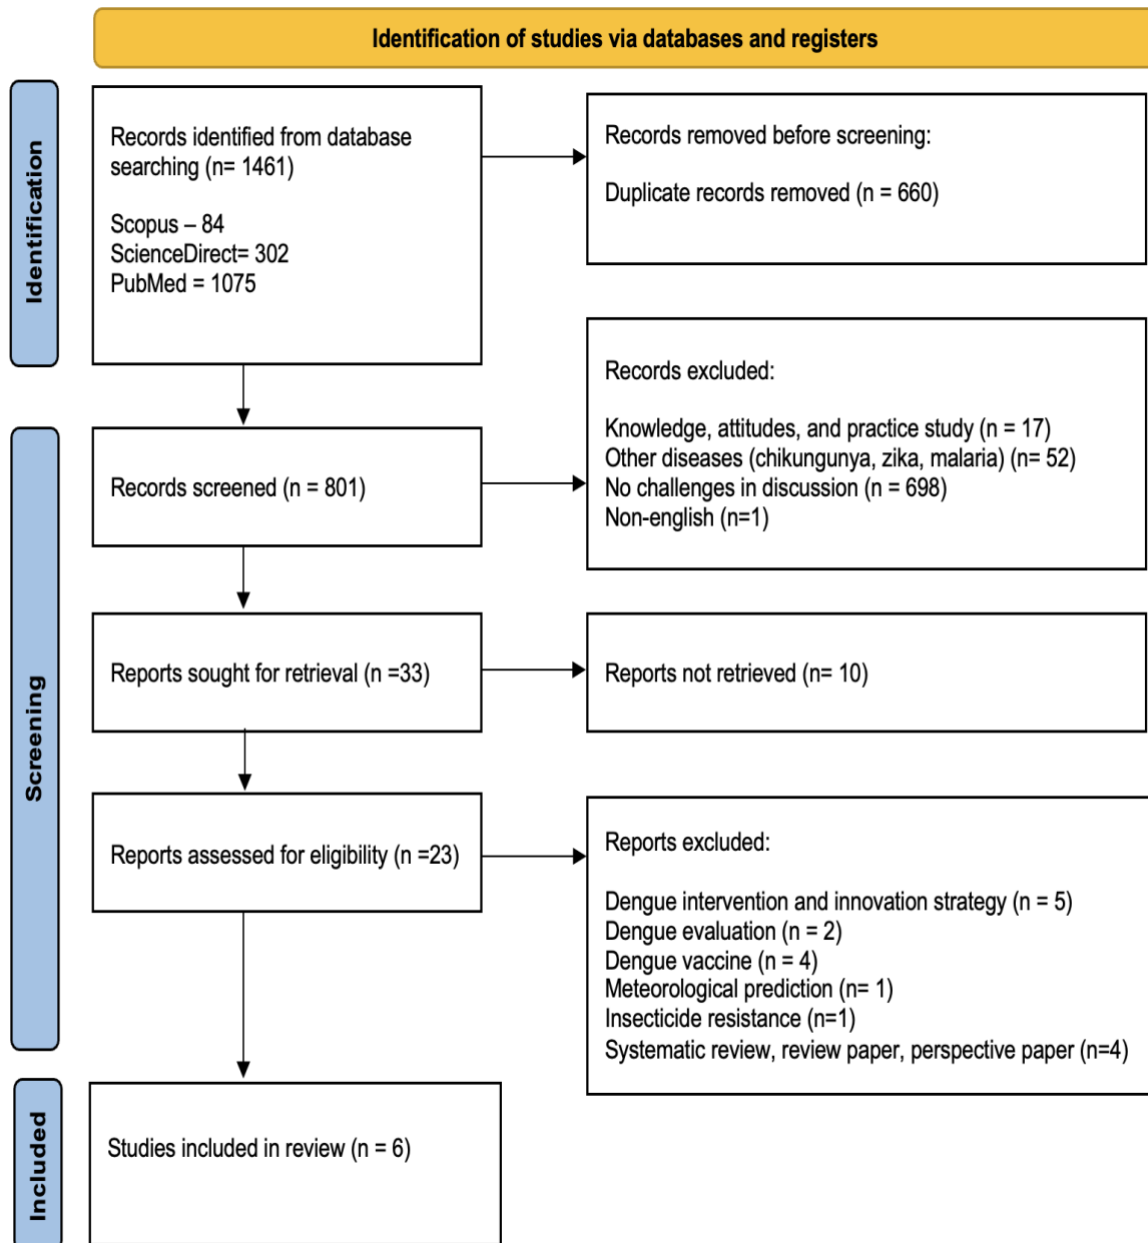 Identification of studies via databases and registers
Identification
Records identified from database
searching (n= 1461)
Scopus – 84
ScienceDirect= 302
PubMed = 1075
Records removed before screening:
Duplicate records removed (n = 660)
Screening
Records screened (n = 801)
Records excluded:
Knowledge, attitudes, and practice study (n = 17)
Other diseases (chikungunya, zika, malaria) (n= 52)
No challenges in discussion (n = 698)
Non-english (n=1)
Reports sought for retrieval (n =33)
Reports not retrieved (n= 10)
Reports assessed for eligibility (n =23)
Reports excluded:
Dengue intervention and innovation strategy (n = 5)
Dengue evaluation (n = 2)
Dengue vaccine (n = 4)
Meteorological prediction (n= 1)
Insecticide resistance (n=1)
Systematic review, review paper, perspective paper (n=4)
Included
Studies included in review (n = 6)